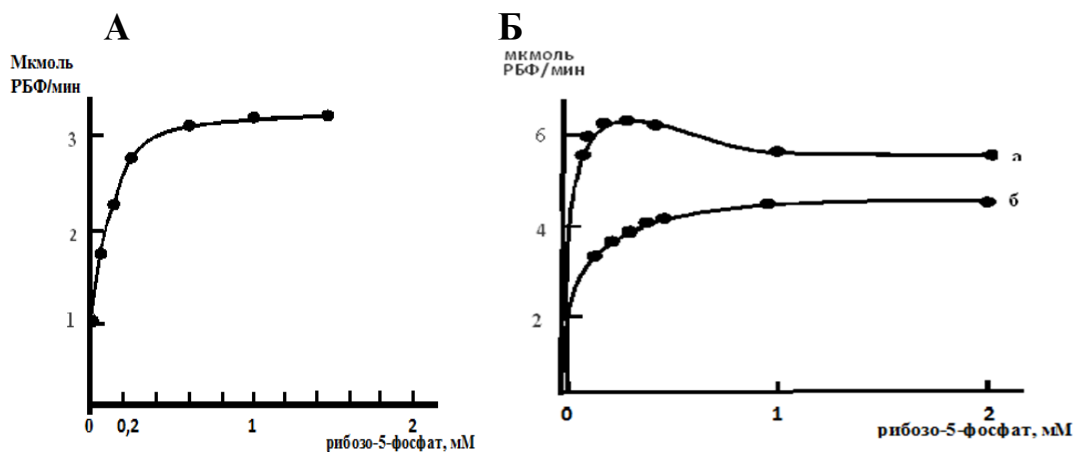 А
Мкмоль
РБФ/мин
3
2
1
0
0,2
1
2
рибозо-5-фосфат, мМ
Б
мкмоль
РБФ/мин
6
4
2
а
б
0
1
2
рибозо-5-фосфат, мМ